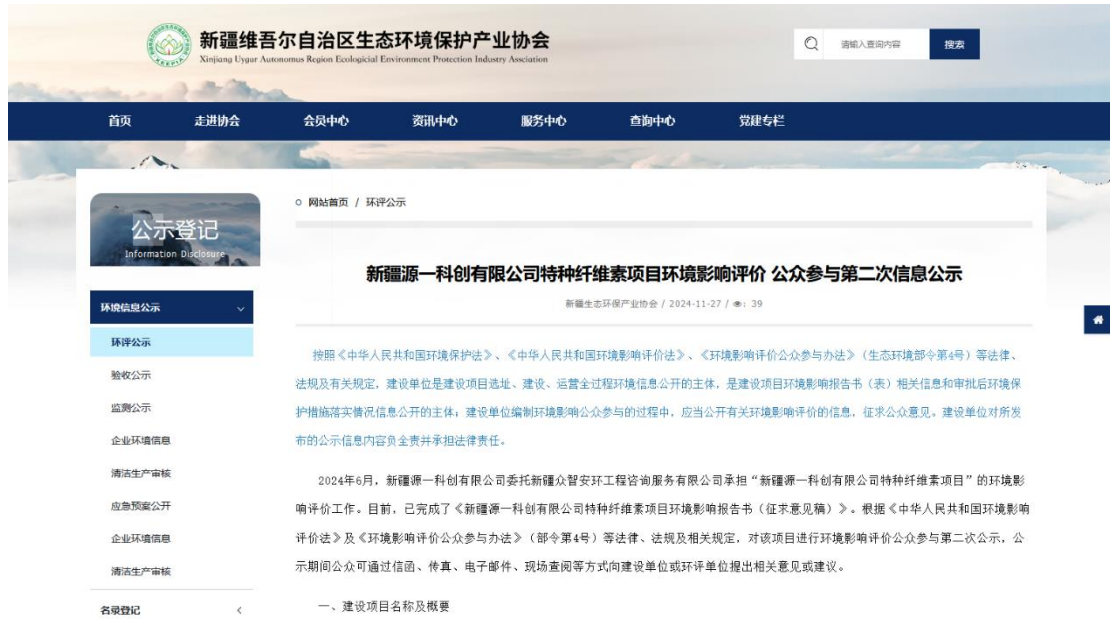 新疆维吾尔自治区生态环境保护产业协会
Xinjiang Uygur Autonomous Region Ecologicial Environment Protection Industry Assciation
请输入查询内容
搜索
首页
走进协会
会员中心
资讯中心
服务中心
查询中心
党建专栏
公示登记
Information Disclosure
环境信息公示
环评公示
验收公示
监测公示
企业环境信息
清洁生产审核
应急预案公开
企业环境信息
清洁生产审核
名录登记
网站首页 / 环评公示
新疆源一科创有限公司特种纤维素项目环境影响评价 公众参与第二次信息公示
新疆生态环保产业协会 / 2024-11-27 / : 39
按照《中华人民共和国环境保护法》、《中华人民共和国环境影响评价法》、《环境影响评价公众参与办法》（生态环境部令第4号）等法律、
法规及有关规定，建设单位是建设项目选址、建设、运营全过程环境信息公开的主体，是建设项目环境影响报告书（表）相关信息和审批后环境保
护措施落实情况信息公开的主体；建设单位编制环境影响公众参与的过程中，应当公开有关环境影响评价的信息，征求公众意见。建设单位对所发
布的公示信息内容负全责并承担法律责任。
2024年6月，新疆源一科创有限公司委托新疆众智安环工程咨询服务有限公司承担“新疆源一科创有限公司特种纤维素项目”的环境影
响评价工作。目前，已完成了《新疆源一科创有限公司特种纤维素项目环境影响报告书（征求意见稿）》。根据《中华人民共和国环境影响
评价法》及《环境影响评价公众参与办法》（部令第4号）等法律、法规及相关规定，对该项目进行环境影响评价公众参与第二次公示，公
示期间公众可通过信函、传真、电子邮件、现场查阅等方式向建设单位或环评单位提出相关意见或建议。
一、建设项目名称及概要